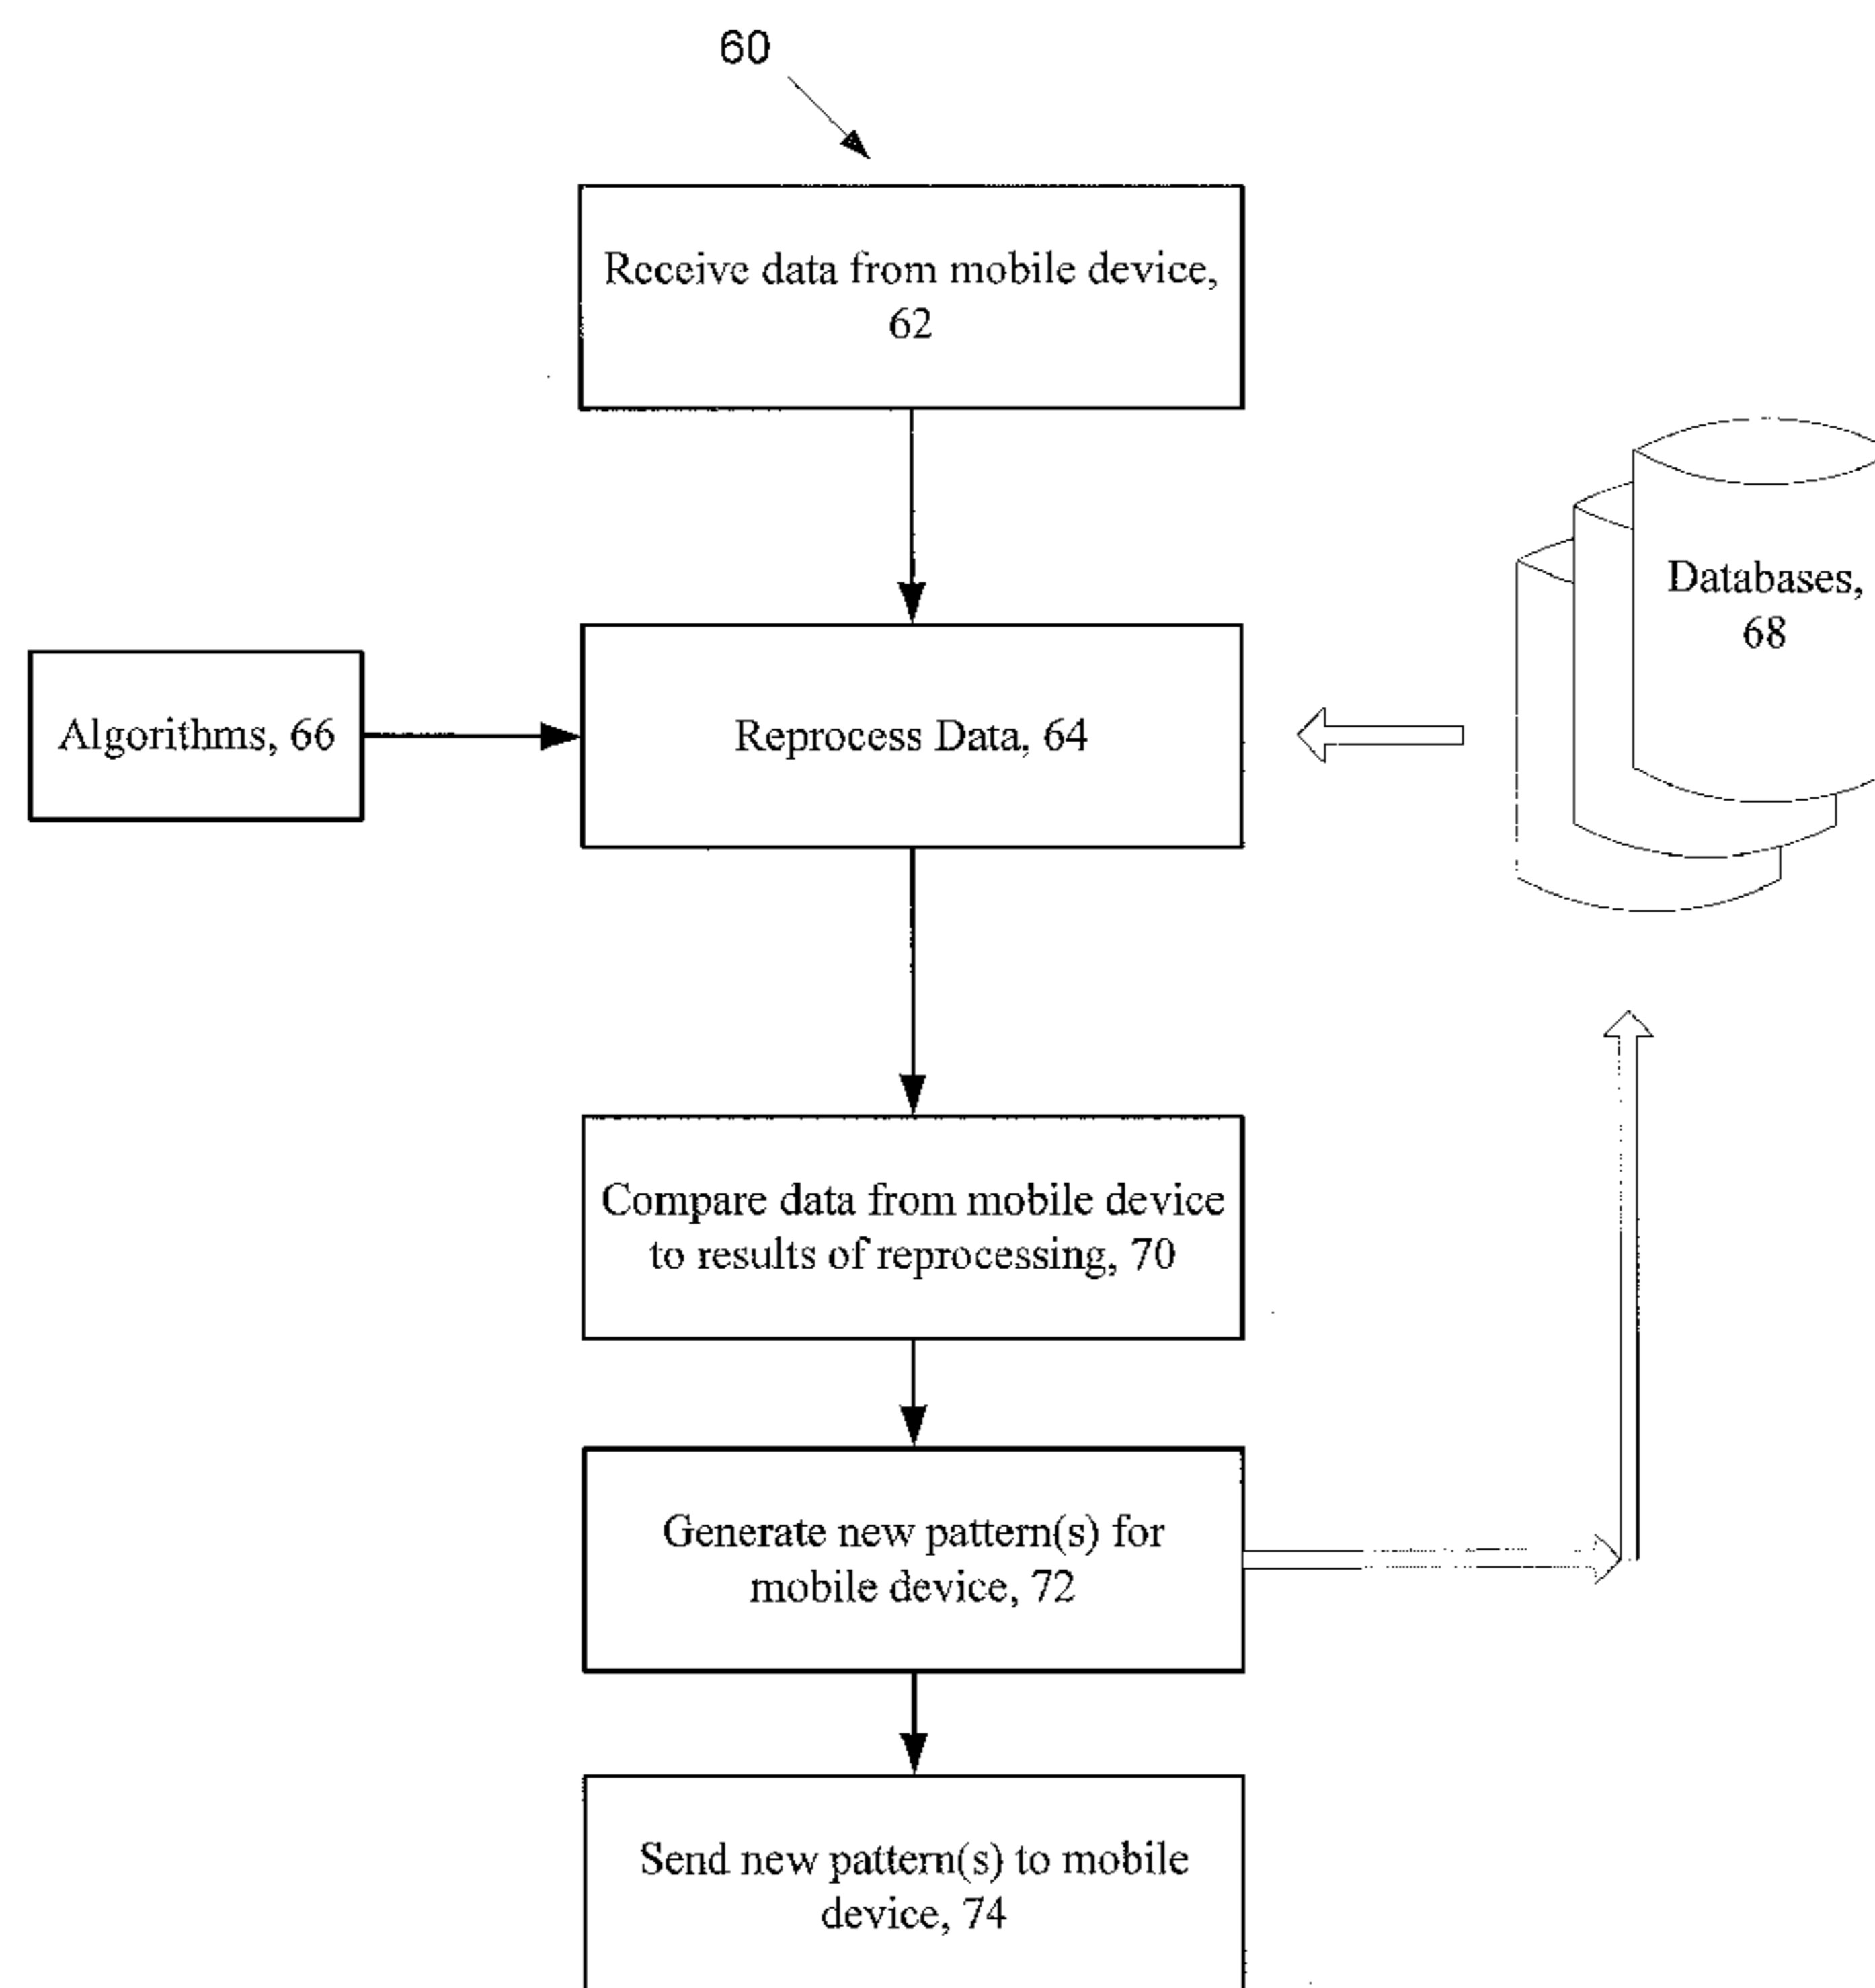 60
Receive data from mobile device,
62
Databases,
68
Algorithms, 66
Reprocess Data, 64
Compare data from mobile device
to results of reprocessing, 70
Generate new pattern(s) for
mobile device, 72
Send new pattern(s) to mobile
device, 74